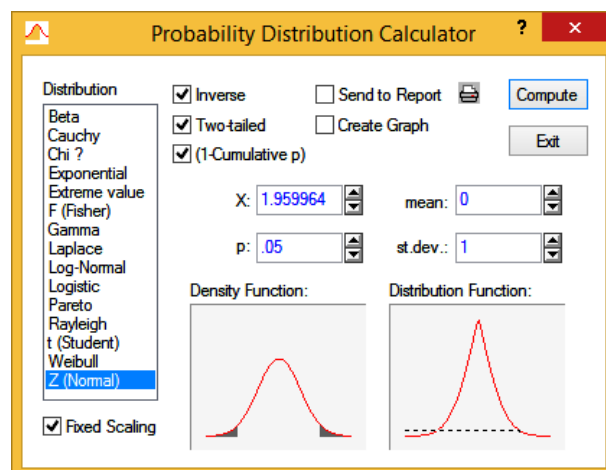 Probability Distribution Calculator ? ×
Distribution
Beta
Cauchy
Chi ?
Exponential
Extreme value
F (Fisher)
Gamma
Laplace
Log-Normal
Logistic
Pareto
Rayleigh
t (Student)
Weibull
Z (Normal)
Fixed Scaling
Inverse
Two-tailed
(1-Cumulative p)
Send to Report
Create Graph
Compute
Exit
X: 1.959964
mean: 0
p: .05
st.dev.: 1
Density Function:
Distribution Function: